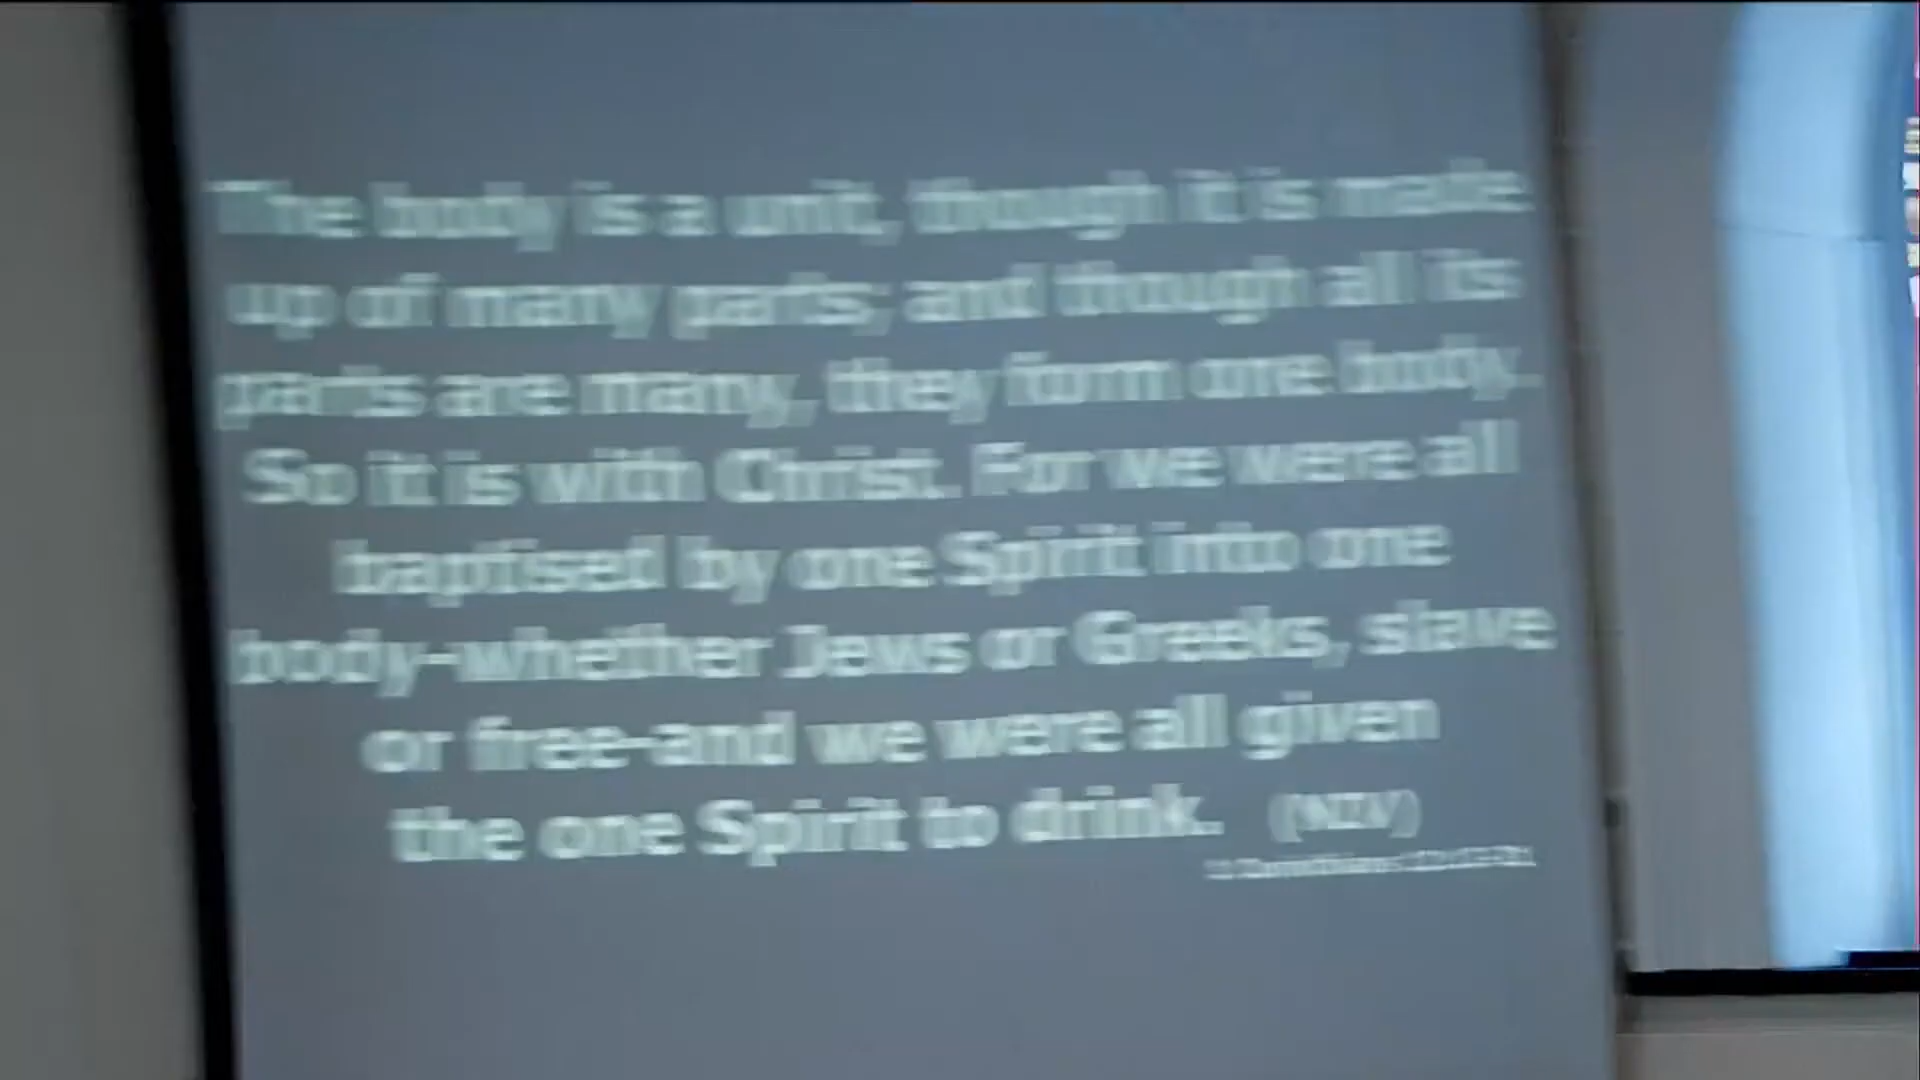 The body is a unit, though it is made
up of many parts; and though all its
parts are many, they form one body.
So it is with Christ. For we were all
baptised by one Spirit into one
body-whether Jews or Greeks, slave
or free-and we were all given
the one Spirit to drink. (NIV)
1 Corinthians